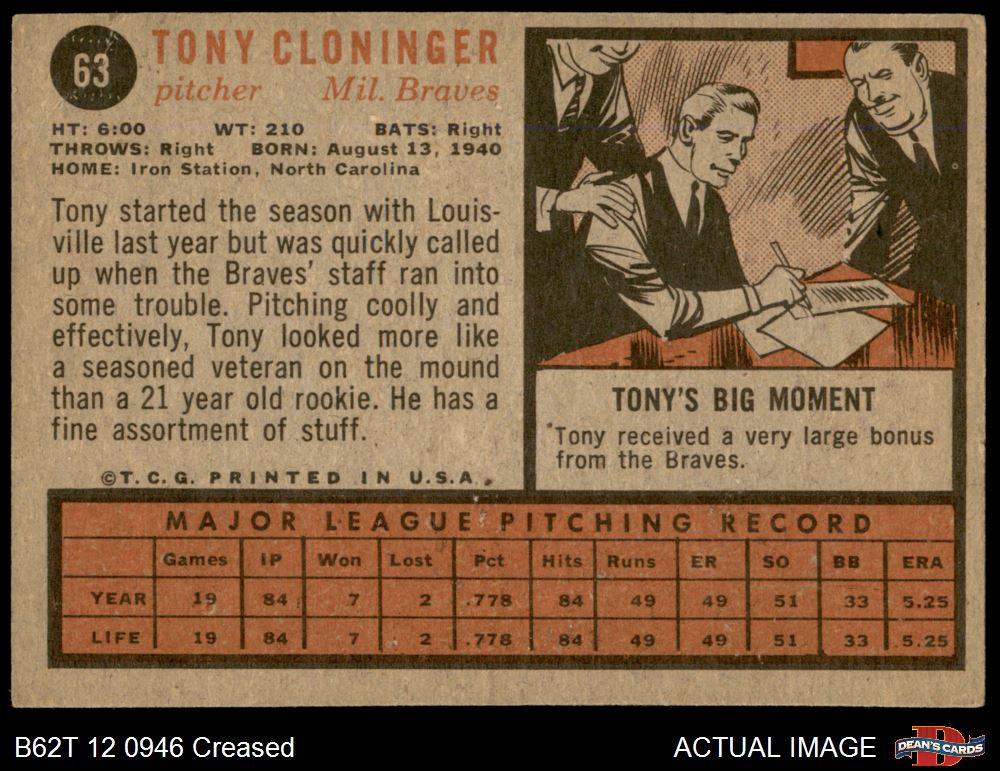 63
TONY CLONINGER
pitcher Mil. Braves
HT: 6:00 WT: 210 BATS: Right
THROWS: Right BORN: August 13, 1940
HOME: Iron Station, North Carolina
Tony started the season with Louis-
ville last year but was quickly called
up when the Braves' staff ran into
some trouble. Pitching coolly and
effectively, Tony looked more like
a seasoned veteran on the mound
than a 21 year old rookie. He has a
fine assortment of stuff.
©T.C.G. PRINTED IN U.S.A.
TONY'S BIG MOMENT
Tony received a very large bonus
from the Braves.
MAJOR LEAGUE PITCHING RECORD
Games IP Won Lost Pct Hits Runs ER SO BB ERA
YEAR 19 84 7 2 .778 84 49 49 51 33 5.25
LIFE 19 84 7 2 .778 84 49 49 51 33 5.25
B62T 12 0946 Creased
ACTUAL IMAGE
D
DEAN'S CARDS